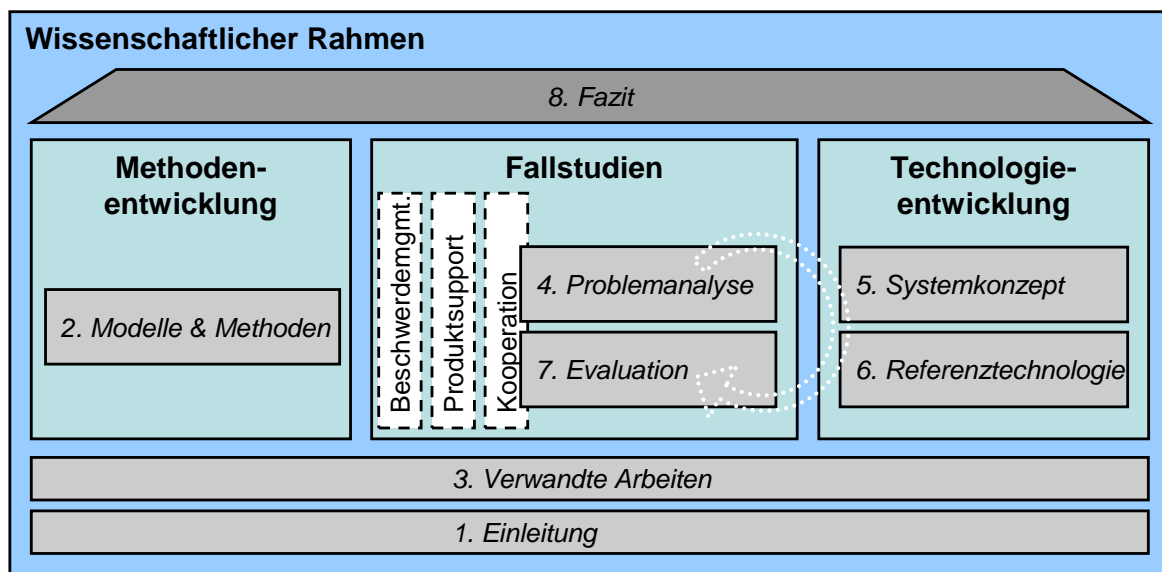 Wissenschaftlicher Rahmen
8. Fazit
Methoden-
entwicklung
2. Modelle & Methoden
Fallstudien
Beschwerdemgmt.
Produktsupport
Kooperation
4. Problemanalyse
7. Evaluation
Technologie-
entwicklung
5. Systemkonzept
6. Referenztechnologie
3. Verwandte Arbeiten
1. Einleitung